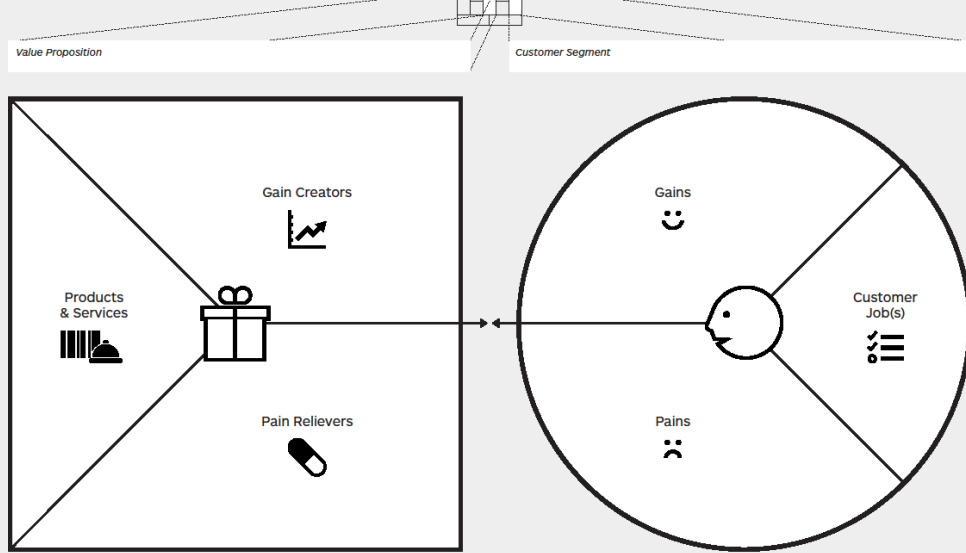 Value Proposition
Customer Segment
Gain Creators
Gains
Products
& Services
Customer
Job(s)
Pain Relievers
Pains